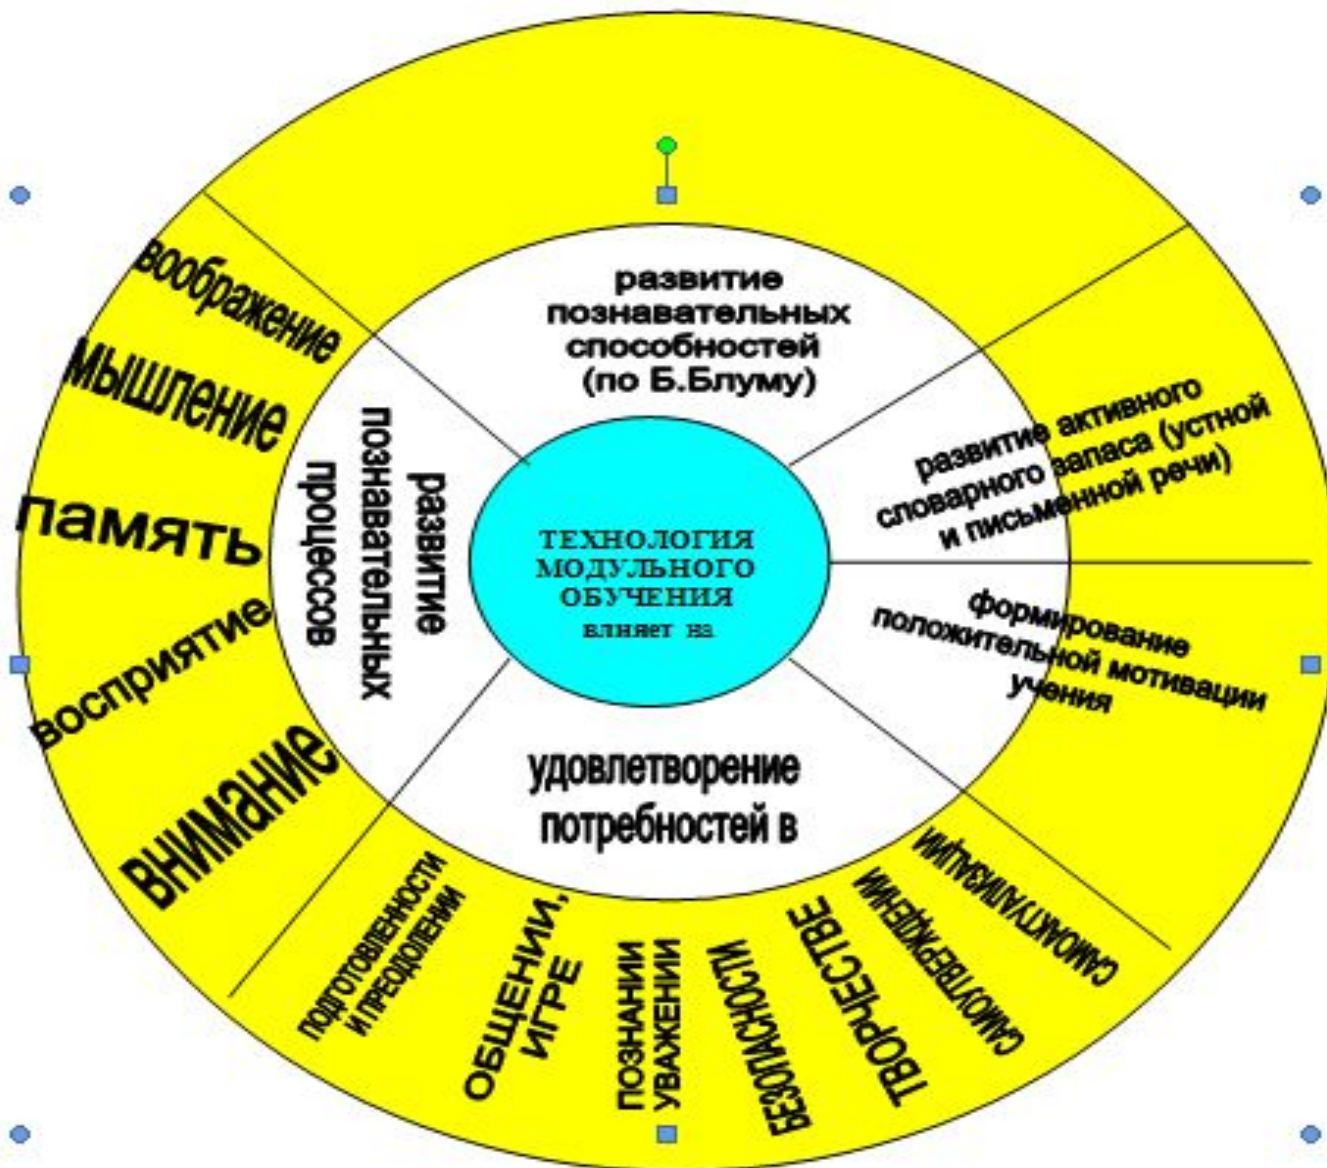 ТЕХНОЛОГИЯ
МОДУЛЬНОГО
ОБУЧЕНИЯ
влияет на
развитие
познавательных
способностей
(по Б.Блуму)
развитие активного
словарного запаса (устной
и письменной речи)
формирование
положительной мотивации
учения
удовлетворение
потребностей в
ПОДГОТОВЛЕННОСТИ
И ПРЕОДОЛЕНИИ
ОБЩЕНИИ,
ИГРЕ
ПОЗНАНИИ
УВАЖЕНИИ
БЕЗОПАСНОСТИ
ТВОРЧЕСТВЕ
САМОУТВЕРЖДЕНИИ
САМОАКТУАЛИЗАЦИИ
развитие
познавательных
процессов
воображение
мышление
память
восприятие
внимание